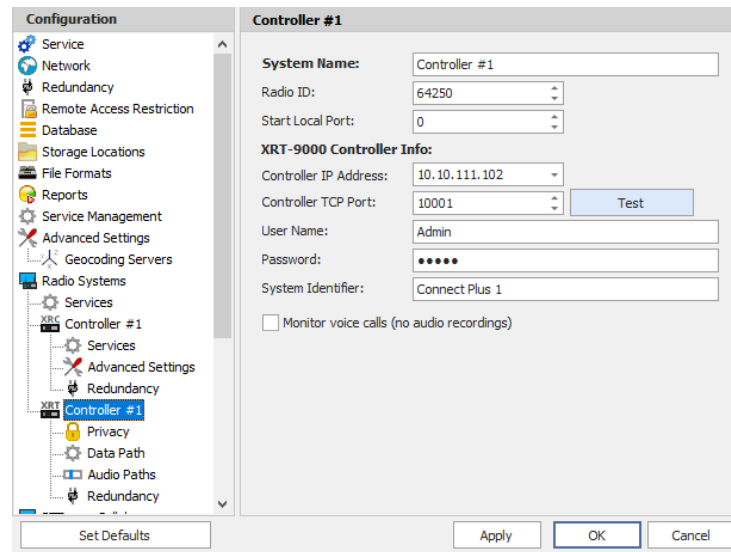 Configuration
Service
Network
Redundancy
Remote Access Restriction
Database
Storage Locations
File Formats
Reports
Service Management
Advanced Settings
Geocoding Servers
Radio Systems
Services
XRC Controller #1
Services
Advanced Settings
Redundancy
XRT Controller #1
Privacy
Data Path
Audio Paths
Redundancy
Set Defaults
Controller #1
System Name: Controller #1
Radio ID: 64250
Start Local Port: 0
XRT-9000 Controller Info:
Controller IP Address: 10.10.111.102
Controller TCP Port: 10001 Test
User Name: Admin
Password: •••••
System Identifier: Connect Plus 1
Monitor voice calls (no audio recordings)
Apply OK Cancel